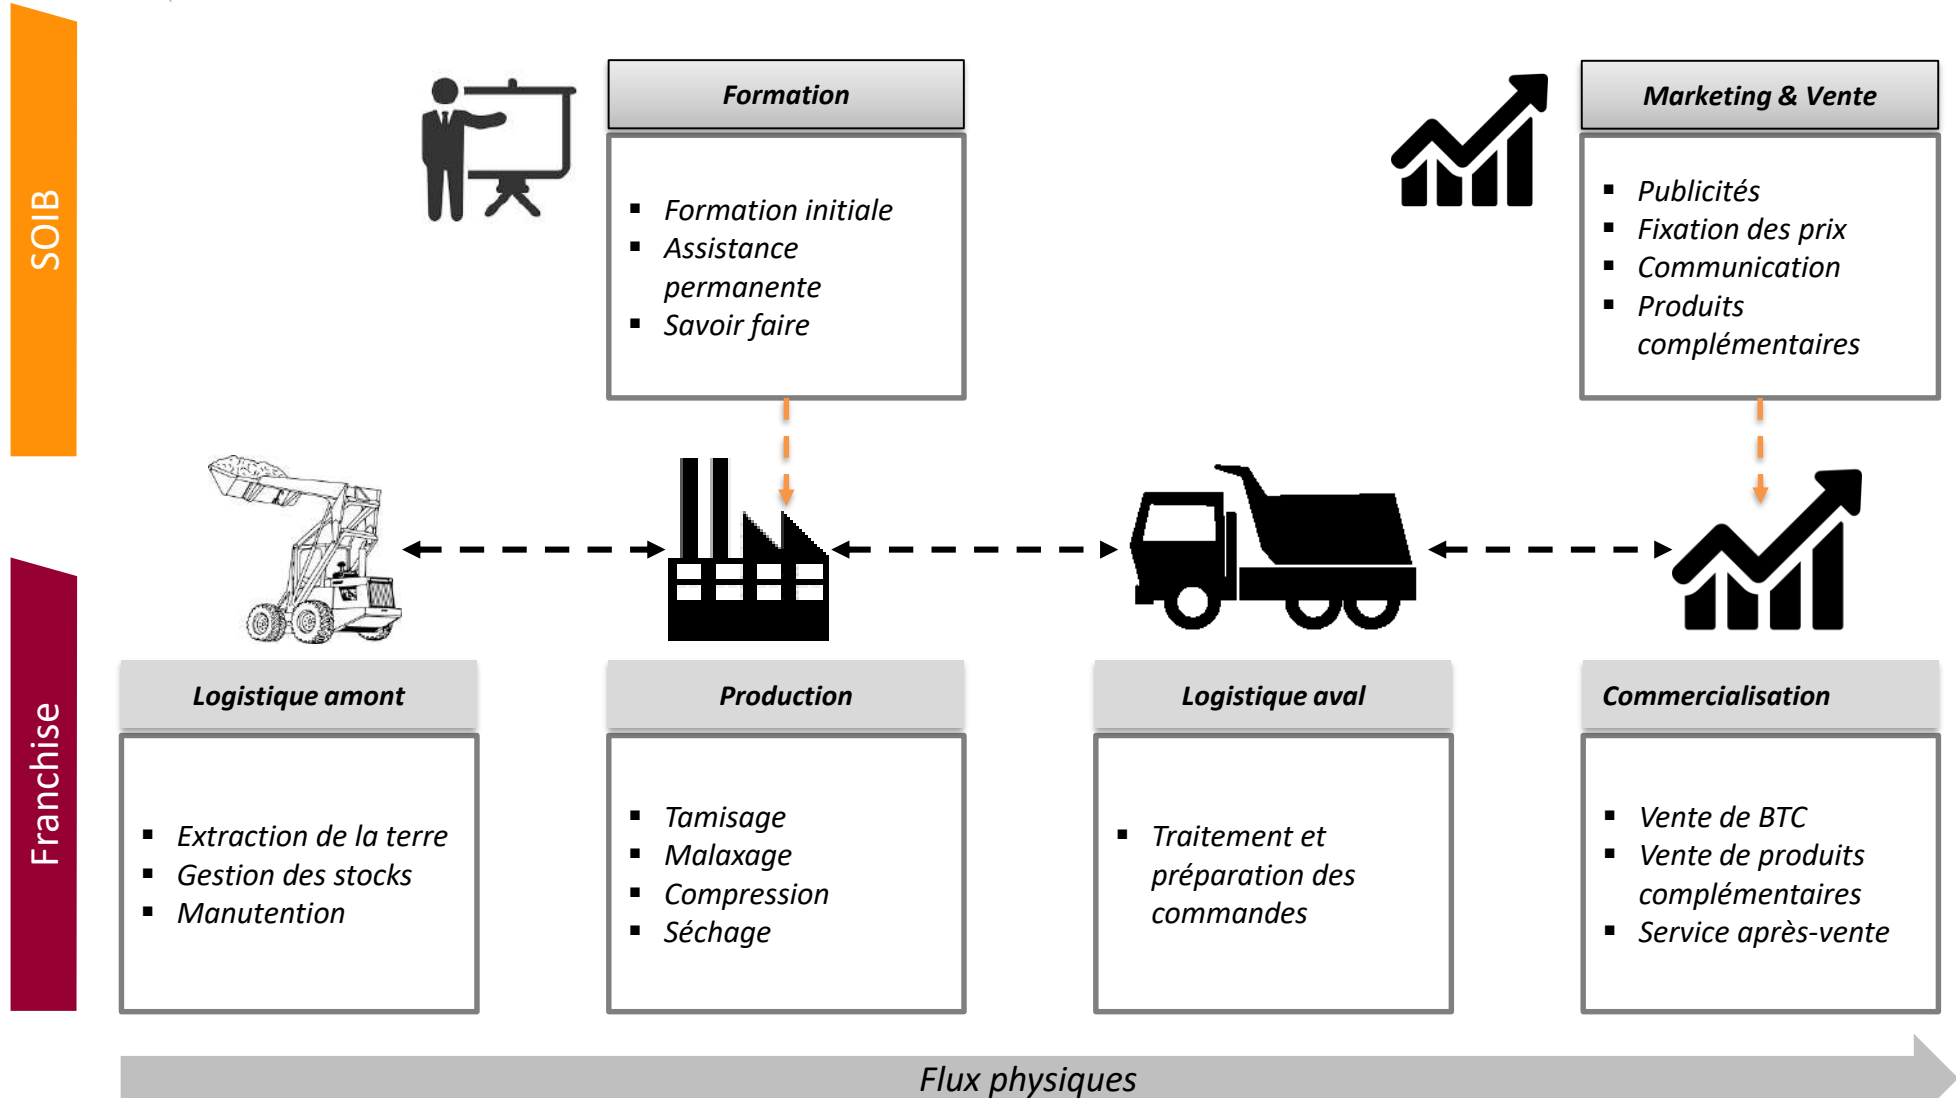 SOIB
Formation
Formation initiale
Assistance
permanente
Savoir faire
Marketing & Vente
Publicités
Fixation des prix
Communication
Produits
complémentaires
Franchise
Logistique amont
Extraction de la terre
Gestion des stocks
Manutention
Production
Tamisage
Malaxage
Compression
Séchage
Logistique aval
Traitement et
préparation des
commandes
Commercialisation
Vente de BTC
Vente de produits
complémentaires
Service après-vente
Flux physiques